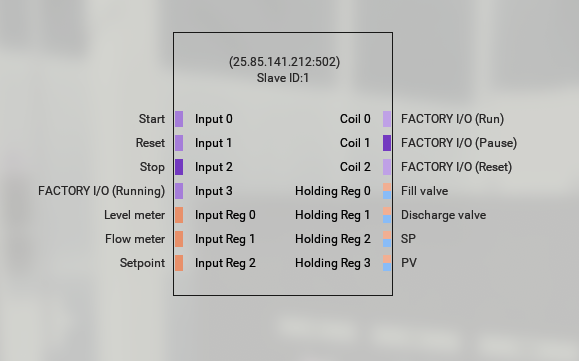 (25.85.141.212:502)
Slave ID:1
Start Input 0 Coil 0 FACTORY I/O (Run)
Reset Input 1 Coil 1 FACTORY I/O (Pause)
Stop Input 2 Coil 2 FACTORY I/O (Reset)
FACTORY I/O (Running) Input 3 Holding Reg 0 Fill valve
Level meter Input Reg 0 Holding Reg 1 Discharge valve
Flow meter Input Reg 1 Holding Reg 2 SP
Setpoint Input Reg 2 Holding Reg 3 PV